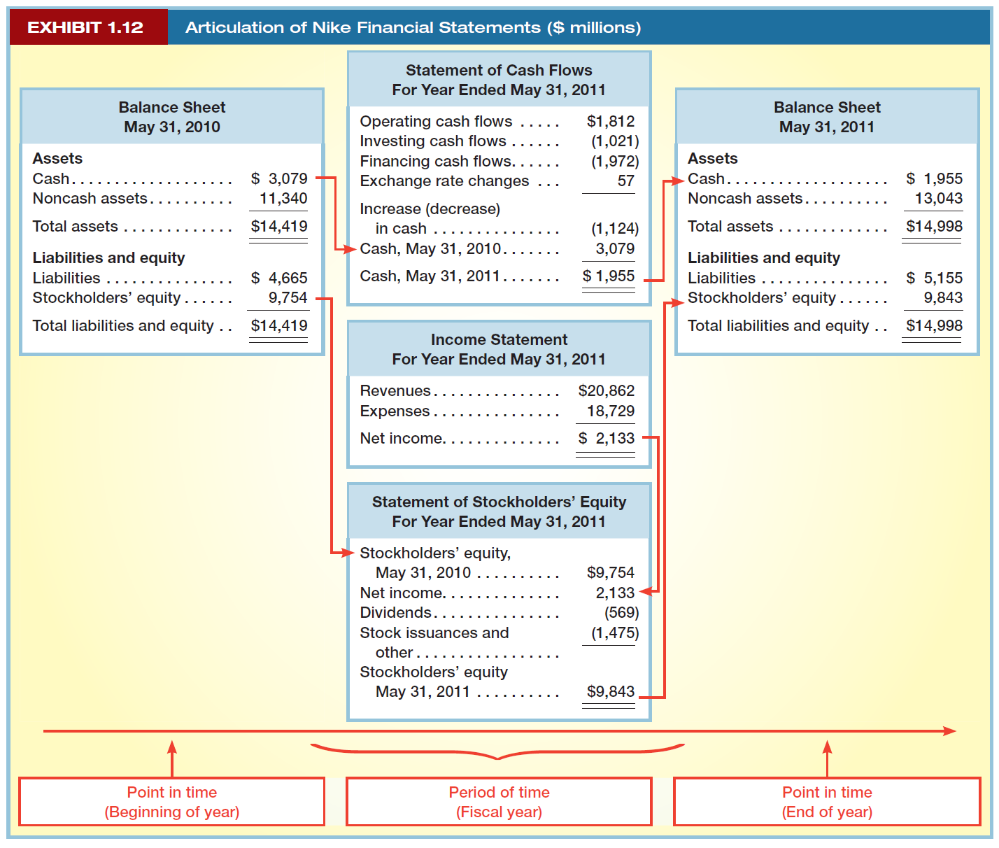 EXHIBIT 1.12 Articulation of Nike Financial Statements ($ millions)
Balance Sheet
May 31, 2010
Assets
Cash . . . . . . . . . . . . . . . . . . . $ 3,079
Noncash assets . . . . . . . . . . 11,340
Total assets . . . . . . . . . . . . . $14,419
Liabilities and equity
Liabilities . . . . . . . . . . . . . . . $ 4,665
Stockholders’ equity . . . . . . 9,754
Total liabilities and equity . . $14,419
Statement of Cash Flows
For Year Ended May 31, 2011
Operating cash flows . . . . . $1,812
Investing cash flows . . . . . . (1,021)
Financing cash flows. . . . . . (1,972)
Exchange rate changes . . . 57
Increase (decrease)
in cash . . . . . . . . . . . . . . . (1,124)
Cash, May 31, 2010 . . . . . . . 3,079
Cash, May 31, 2011 . . . . . . . $ 1,955
Income Statement
For Year Ended May 31, 2011
Revenues . . . . . . . . . . . . . . . $20,862
Expenses . . . . . . . . . . . . . . . 18,729
Net income. . . . . . . . . . . . . . $ 2,133
Statement of Stockholders’ Equity
For Year Ended May 31, 2011
Stockholders’ equity,
May 31, 2010 . . . . . . . . . . $9,754
Net income. . . . . . . . . . . . . . 2,133
Dividends . . . . . . . . . . . . . . . (569)
Stock issuances and (1,475)
other . . . . . . . . . . . . . . . . .
Stockholders’ equity
May 31, 2011 . . . . . . . . . . $9,843
Balance Sheet
May 31, 2011
Assets
Cash . . . . . . . . . . . . . . . . . . . $ 1,955
Noncash assets . . . . . . . . . . 13,043
Total assets . . . . . . . . . . . . . $14,998
Liabilities and equity
Liabilities . . . . . . . . . . . . . . . $ 5,155
Stockholders’ equity . . . . . . 9,843
Total liabilities and equity . . $14,998
Point in time
(Beginning of year)
Period of time
(Fiscal year)
Point in time
(End of year)